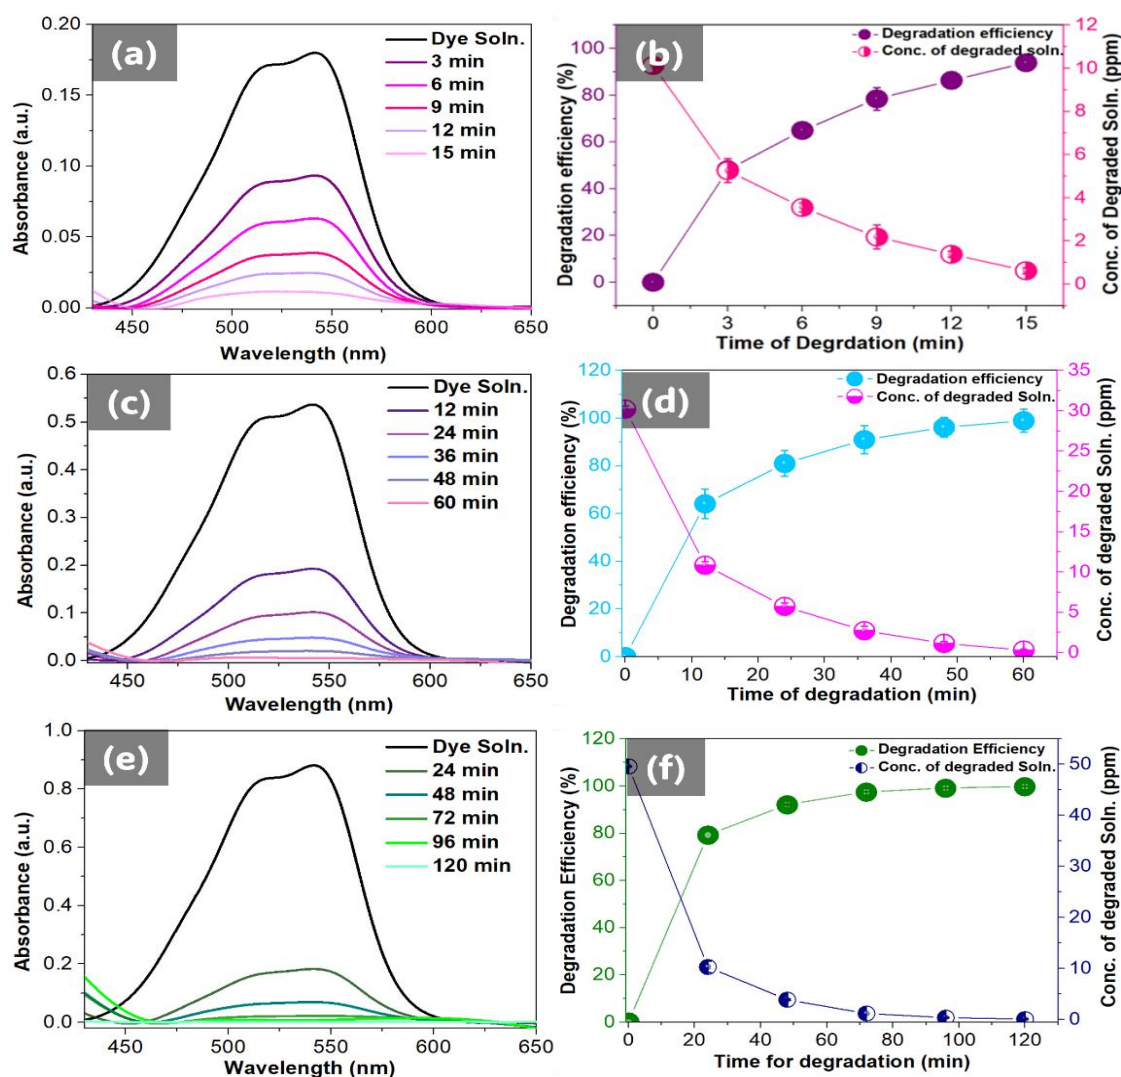 (a)
Dye Soln.
3 min
6 min
9 min
12 min
15 min
0.20
0.15
0.10
0.05
0.00
450 500 550 600 650
Absorbance (a.u.)
Wavelength (nm)
(b)
Degradation efficiency
Conc. of degraded soln.
100
80
60
40
20
0
12
10
8
6
4
2
0
0 3 6 9 12 15
Degradation efficiency (%)
Conc. of Degraded Soln. (ppm)
Time of Degrdation (min)
(c)
Dye Soln.
12 min
24 min
36 min
48 min
60 min
0.6
0.5
0.4
0.3
0.2
0.1
0.0
450 500 550 600 650
Absorbance (a.u.)
Wavelength (nm)
(d)
Degradation efficiency
Conc. of degraded Soln.
120
100
80
60
40
20
0
35
30
25
20
15
10
5
0
0 10 20 30 40 50 60
Degradation efficiency (%)
Conc. of degraded Soln. (ppm)
Time of degradation (min)
(e)
Dye Soln.
24 min
48 min
72 min
96 min
120 min
1.0
0.8
0.6
0.4
0.2
0.0
450 500 550 600 650
Absorbance (a.u.)
Wavelength (nm)
(f)
Degradation Efficiency
Conc. of degraded Soln.
120
100
80
60
40
20
0
50
40
30
20
10
0
0 20 40 60 80 100 120
Degradation Efficiency (%)
Conc. of degraded Soln. (ppm)
Time for degradation (min)